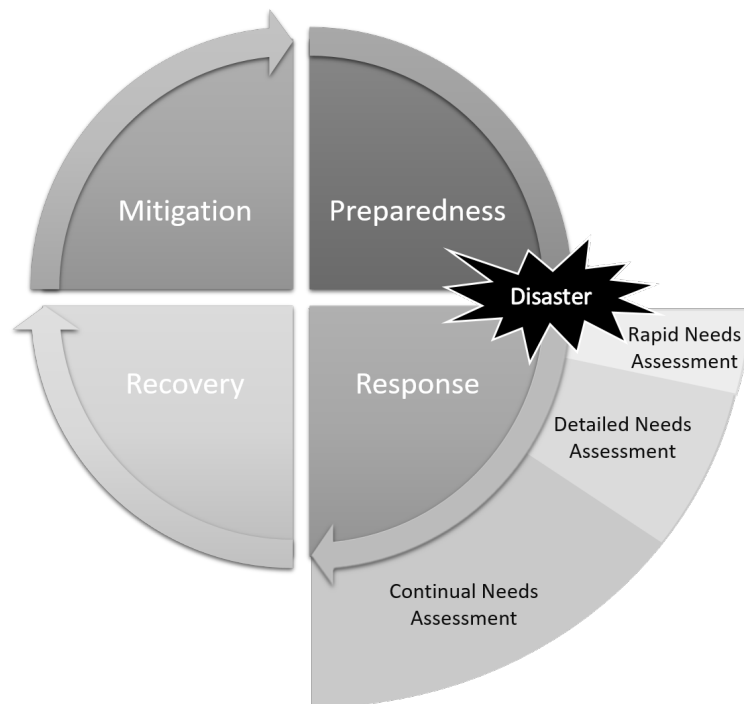 Mitigation
Preparedness
Disaster
Recovery
Response
Rapid Needs
Assessment
Detailed Needs
Assessment
Continual Needs
Assessment